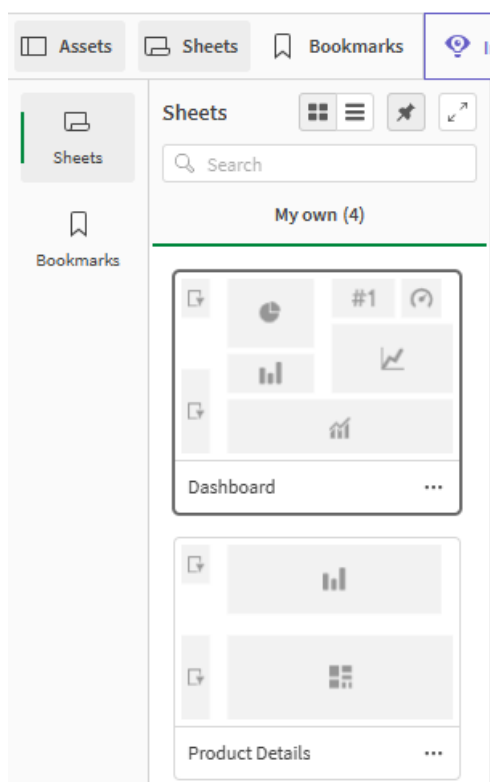 Assets
Sheets
Bookmarks
Sheets
Bookmarks
Sheets
Search
My own (4)
#1
Dashboard
Product Details